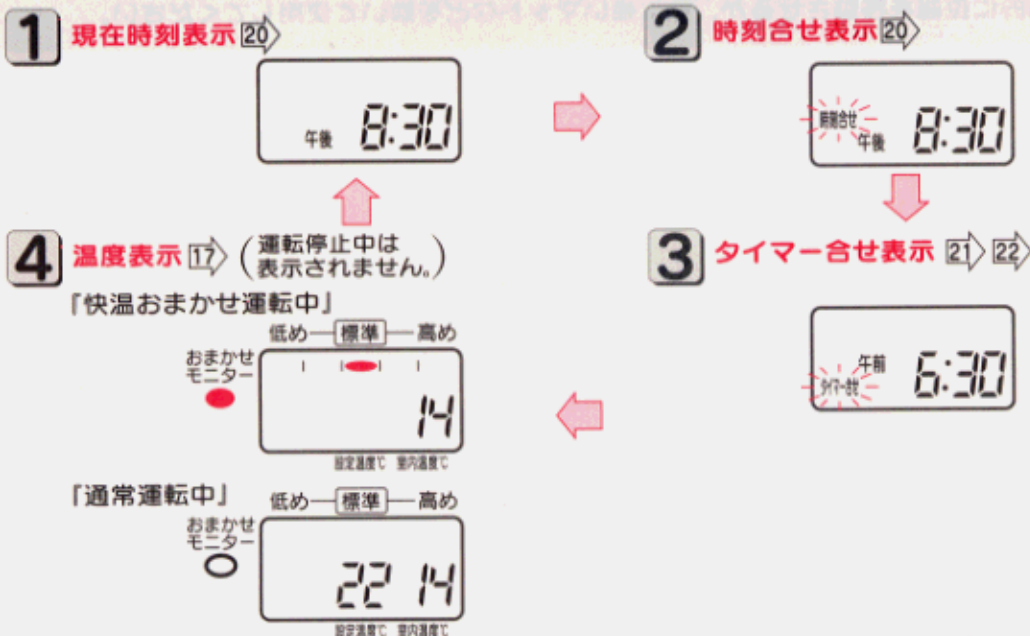 1 現在時刻表示 20
午後 8:30
2 時刻合せ表示 20
時刻合せ
午後 8:30
3 タイマー合せ表示 21 22
午前 6:30
タイマー合せ
4 温度表示 17 (運転停止中は
表示されません。)
「快温おまかせ運転中」
低め 標準 高め
おまかせ
モニター
14
設定温度℃ 室内温度℃
「通常運転中」
低め 標準 高め
おまかせ
モニター
22 14
設定温度℃ 室内温度℃